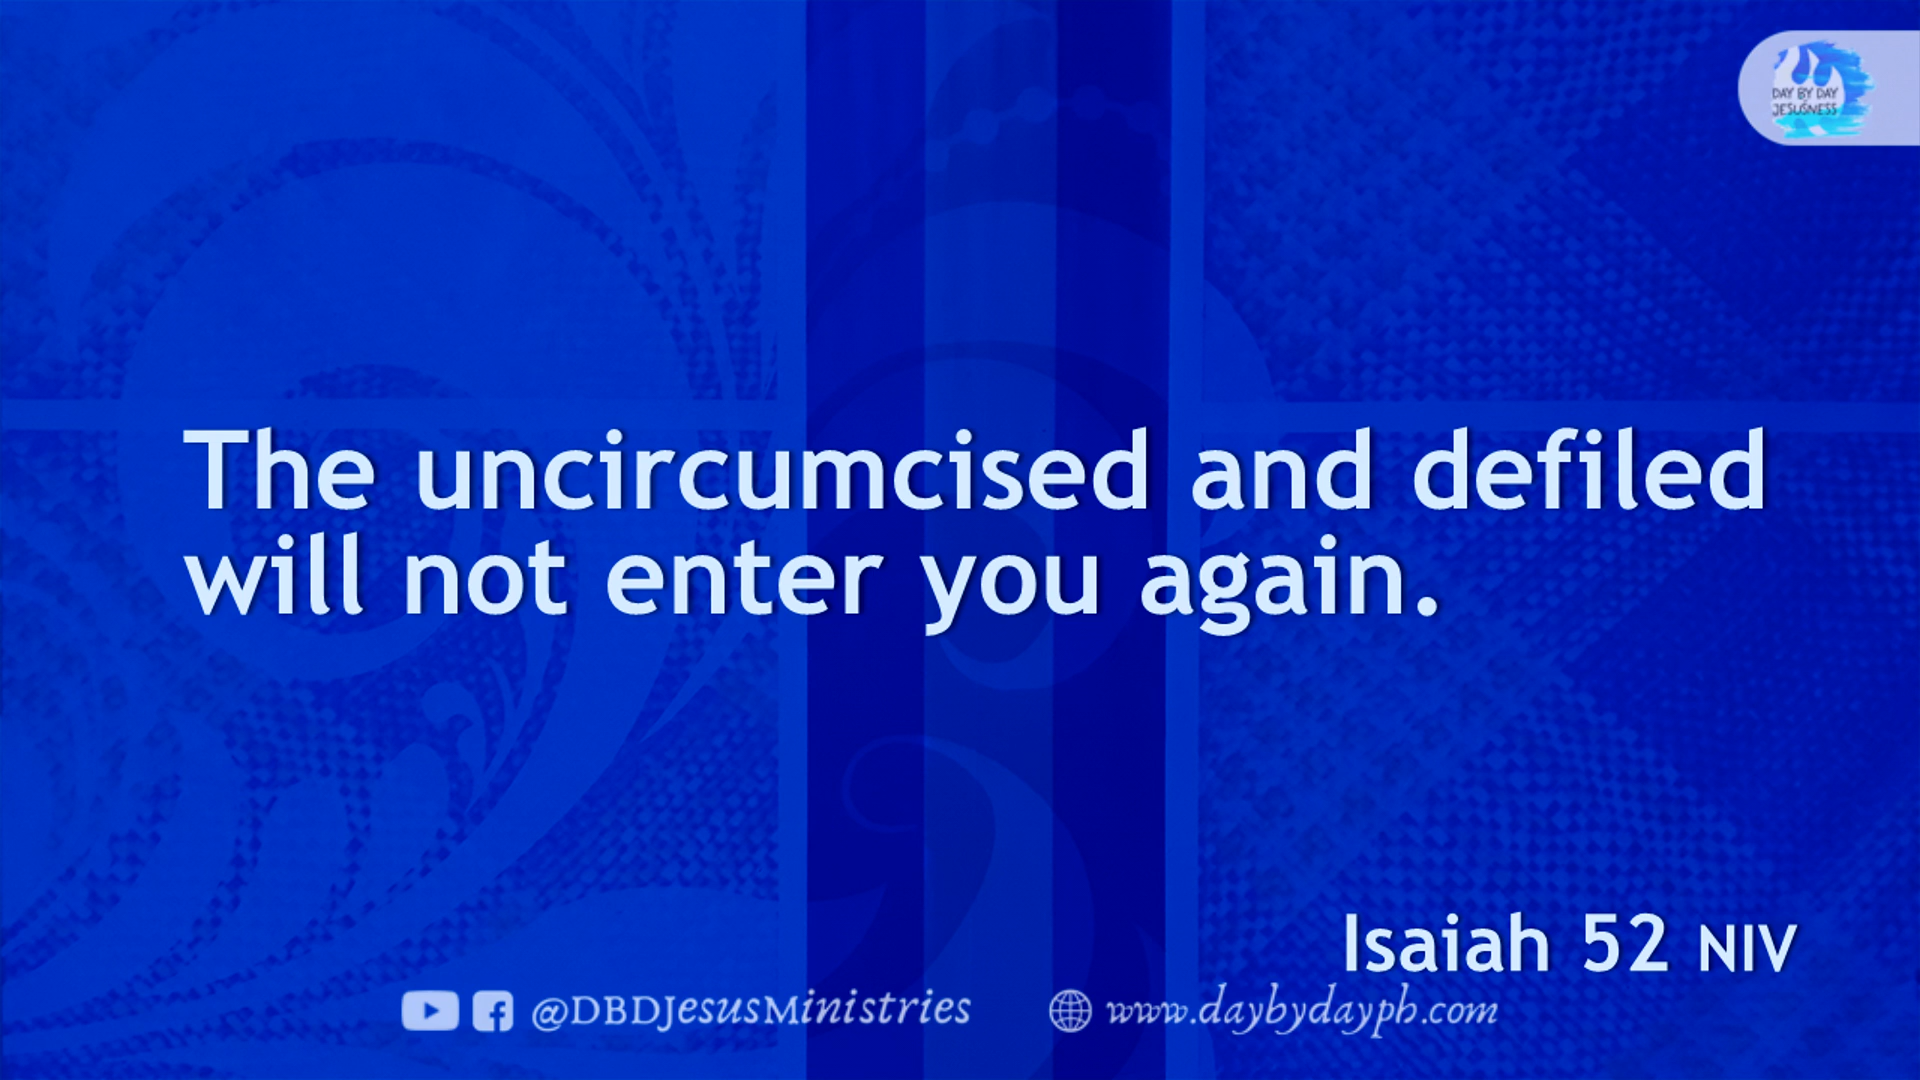 DAY BY DAY
JESUSNESS
The uncircumcised and defiled
will not enter you again.
Isaiah 52 NIV
@DBDJesusMinistries www.daybydayph.com